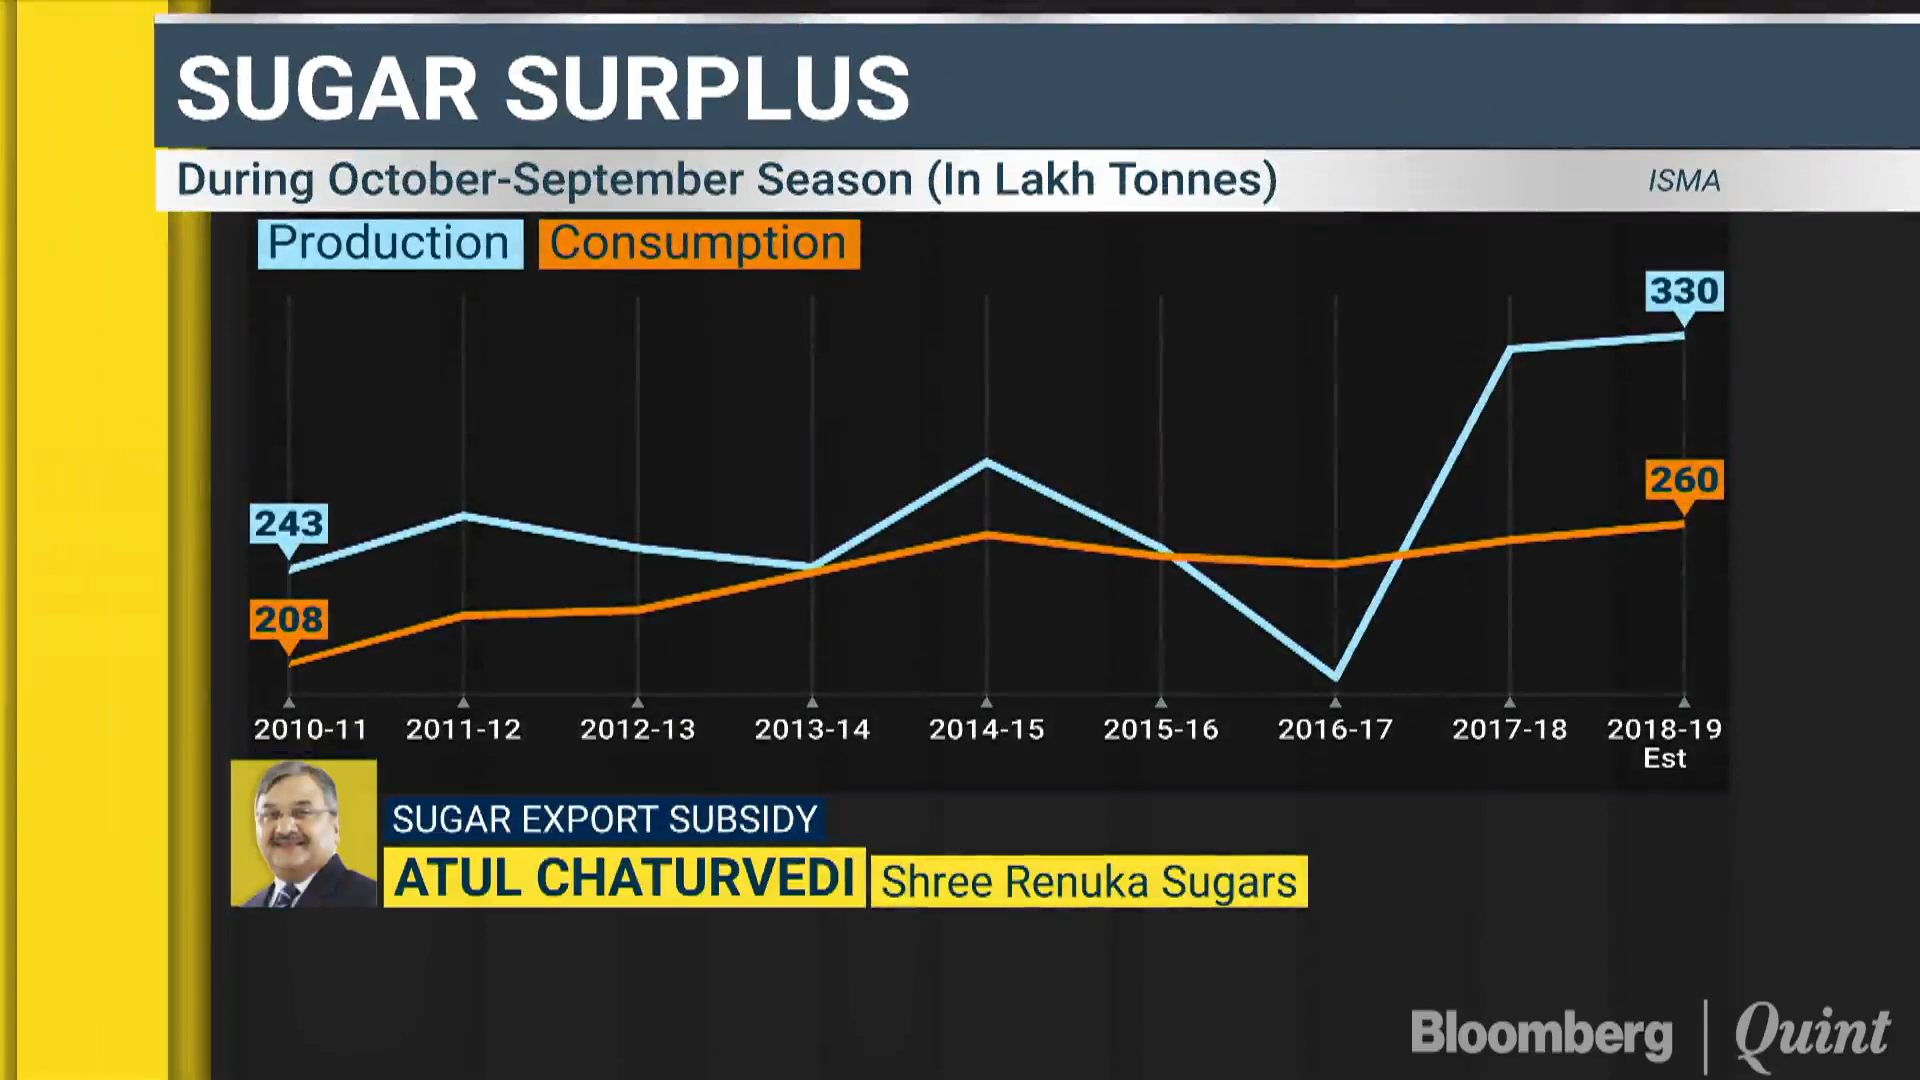 SUGAR SURPLUS
During October-September Season (In Lakh Tonnes) ISMA
Production Consumption
330
260
243
208
2010-11 2011-12 2012-13 2013-14 2014-15 2015-16 2016-17 2017-18 2018-19
Est
SUGAR EXPORT SUBSIDY
ATUL CHATURVEDI Shree Renuka Sugars
Bloomberg | Quint